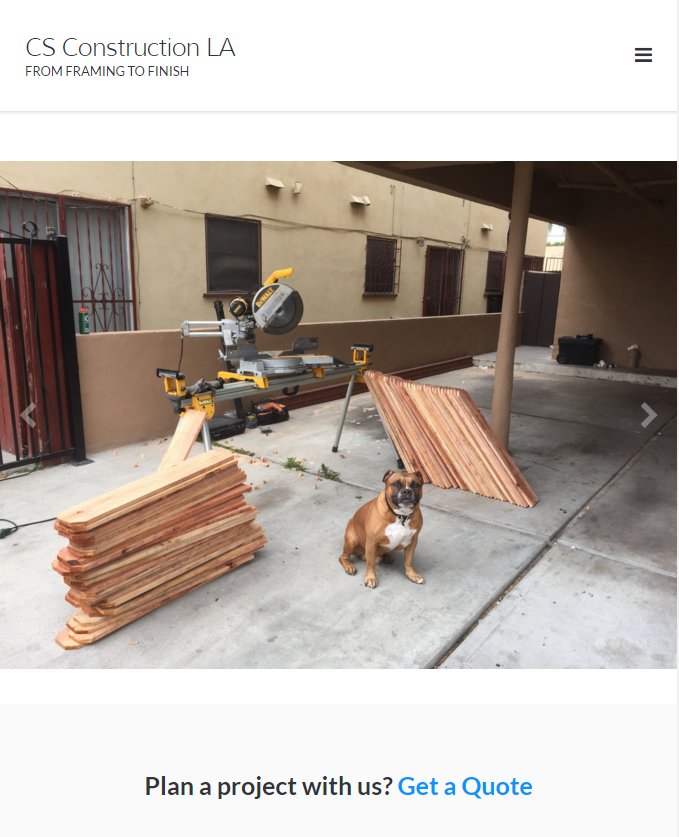 CS Construction LA
FROM FRAMING TO FINISH
DEWALT
Plan a project with us? Get a Quote